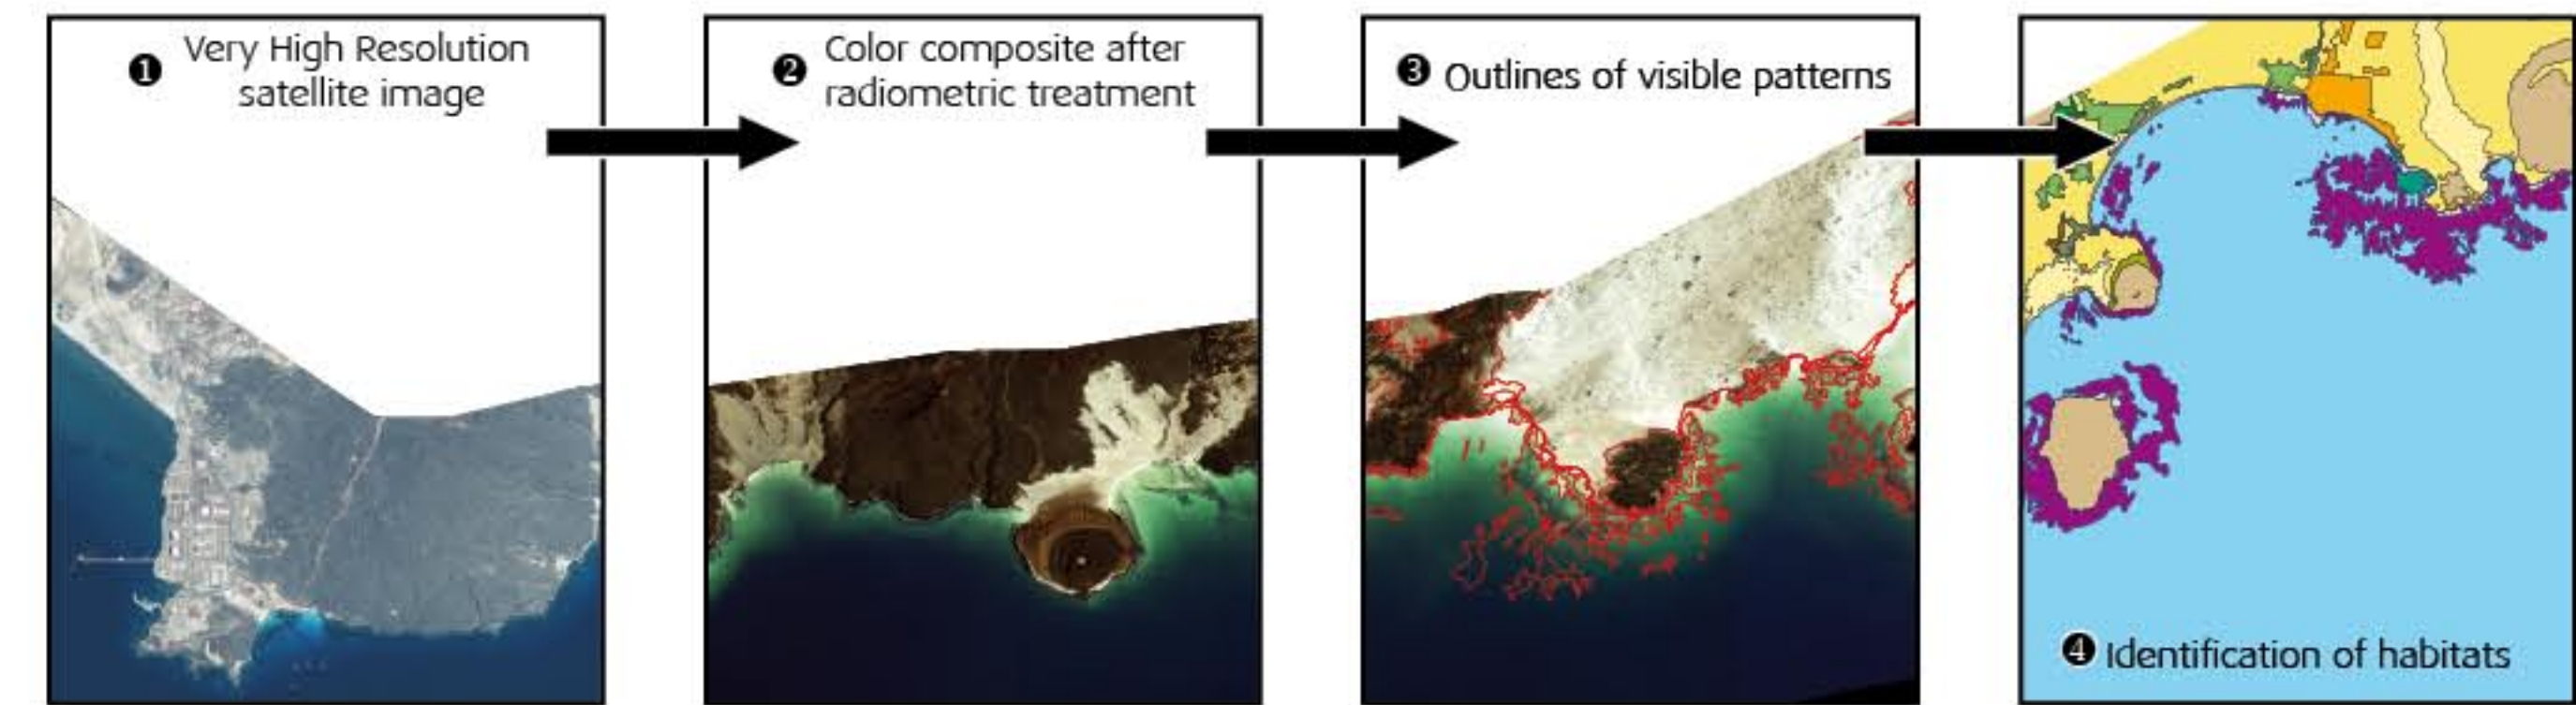 ❶ Very High Resolution
satellite image
❷ Color composite after
radiometric treatment
❸ Outlines of visible patterns
❹ Identification of habitats